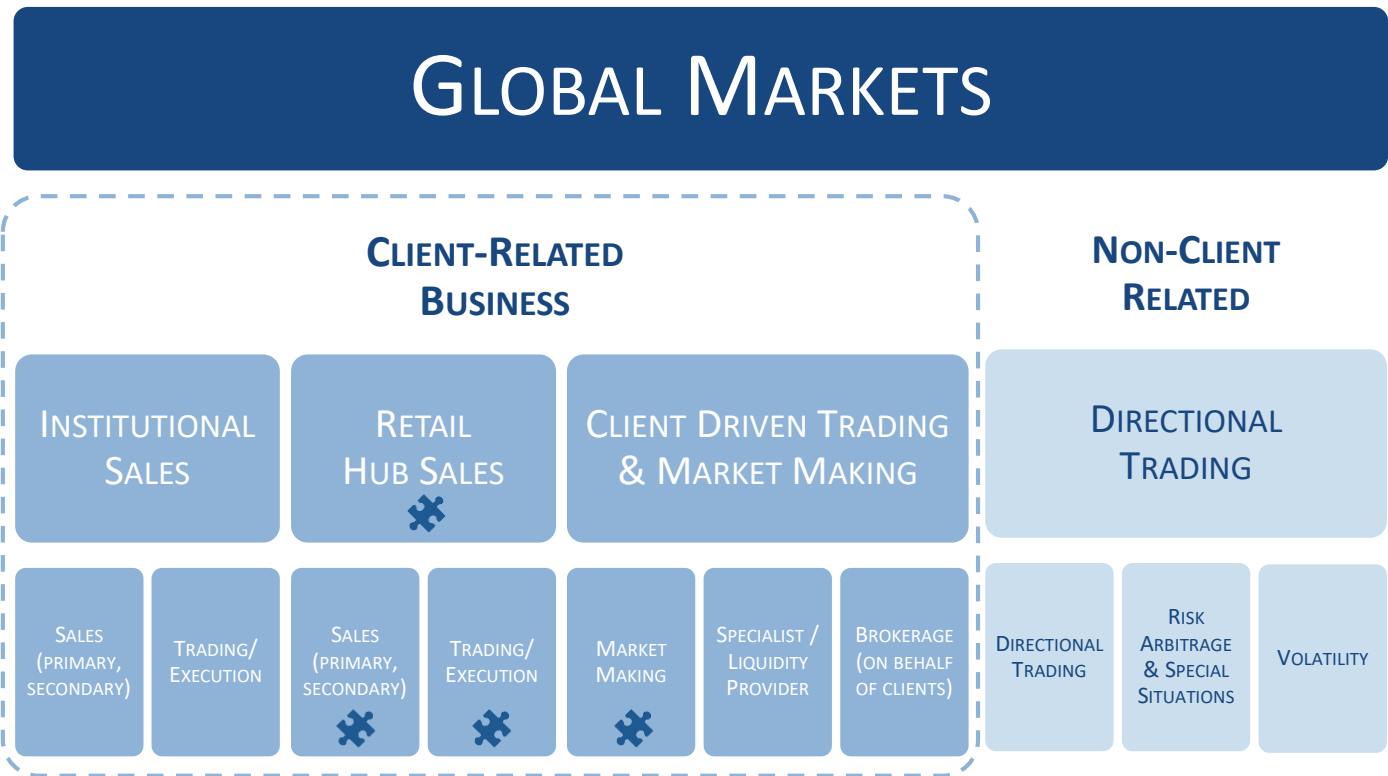 Global Markets
Client-Related
Business
Non-Client
Related
Institutional
Sales
Retail
Hub Sales
Client Driven Trading
& Market Making
Directional
Trading
Sales
(primary,
secondary)
Trading/
Execution
Sales
(primary,
secondary)
Trading/
Execution
Market
Making
Specialist /
Liquidity
Provider
Brokerage
(on behalf
of clients)
Directional
Trading
Risk
Arbitrage
& Special
Situations
Volatility